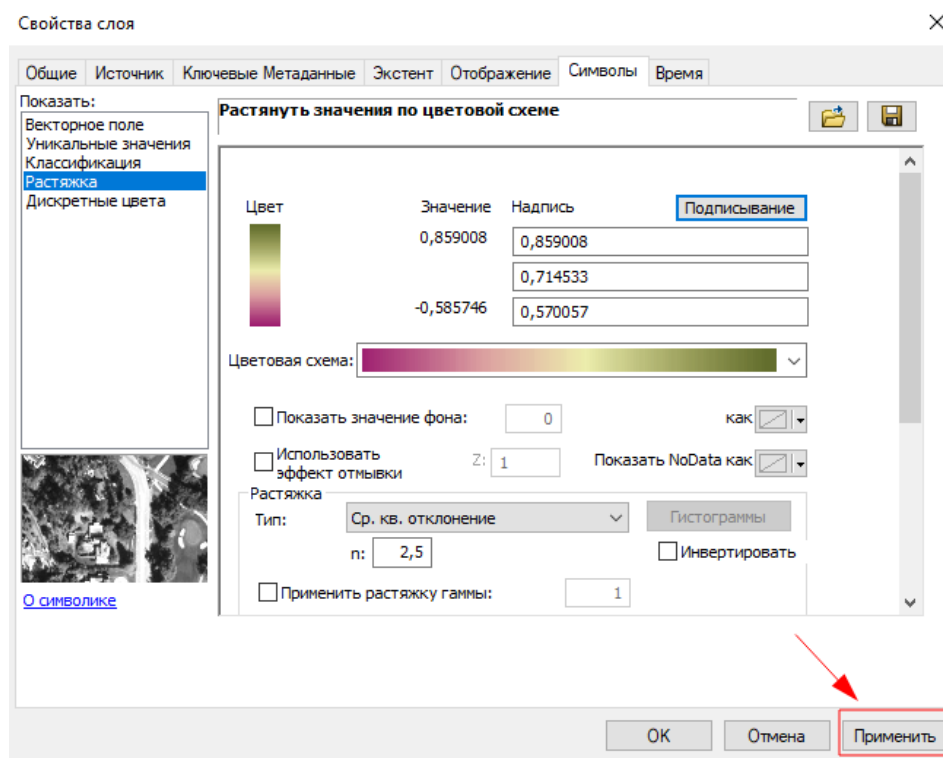 Свойства слоя
Общие Источник Ключевые Метаданные Экстент Отображение Символы Время
Показать:
Векторное поле
Уникальные значения
Классификация
Растяжка
Дискретные цвета
О символике
Растянуть значения по цветовой схеме
Цвет Значение Надпись Подписывание
0,859008 0,859008
0,714533
-0,585746 0,570057
Цветовая схема:
Показать значение фона: 0 как
Использовать
эффект отмывки Z: 1 Показать NoData как
Растяжка
Тип: Ср. кв. отклонение Гистограммы
n: 2,5 Инвертировать
Применить растяжку гаммы: 1
ОК Отмена Применить